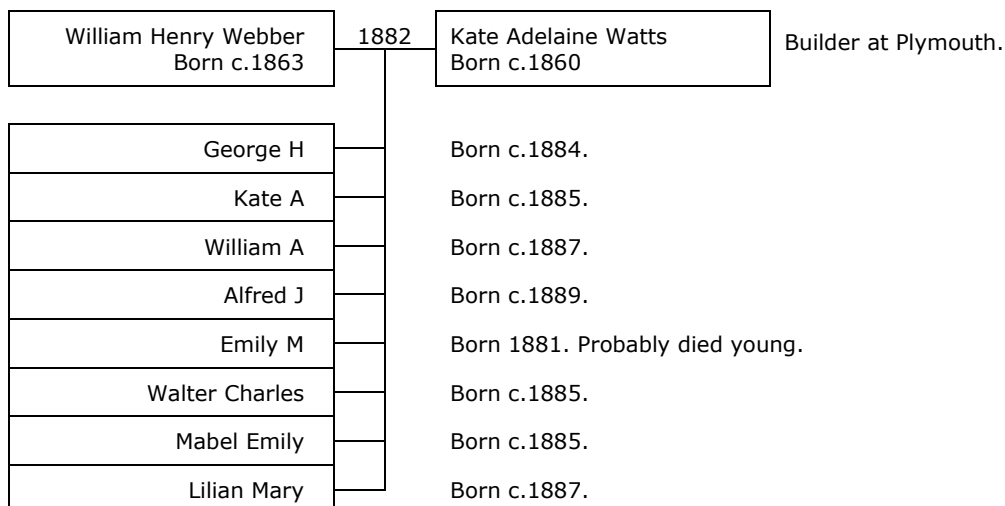 William Henry Webber
Born c.1863
1882
Kate Adelaine Watts
Born c.1860
Builder at Plymouth.
George H
Born c.1884.
Kate A
Born c.1885.
William A
Born c.1887.
Alfred J
Born c.1889.
Emily M
Born 1881. Probably died young.
Walter Charles
Born c.1885.
Mabel Emily
Born c.1885.
Lilian Mary
Born c.1887.